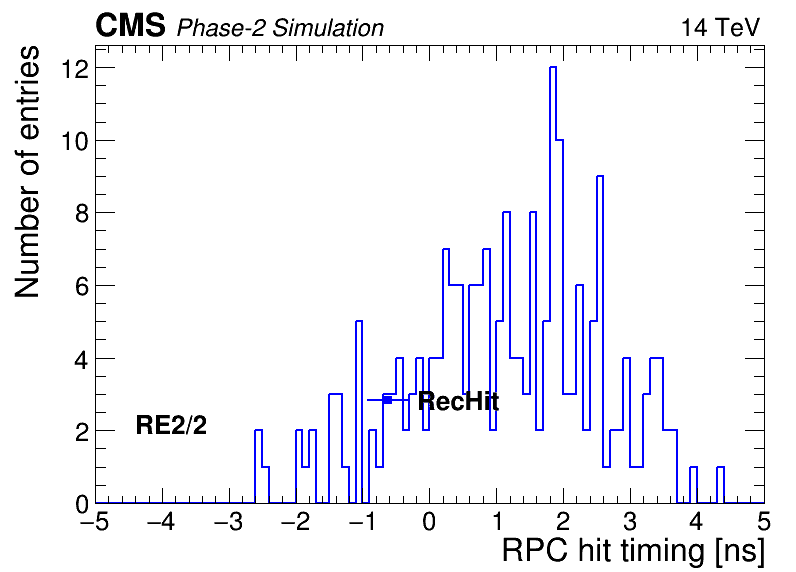 CMS Phase-2 Simulation 14 TeV
Number of entries
12
10
8
6
4
2
0
RecHit
RE2/2
−5 −4 −3 −2 −1 0 1 2 3 4 5
RPC hit timing [ns]